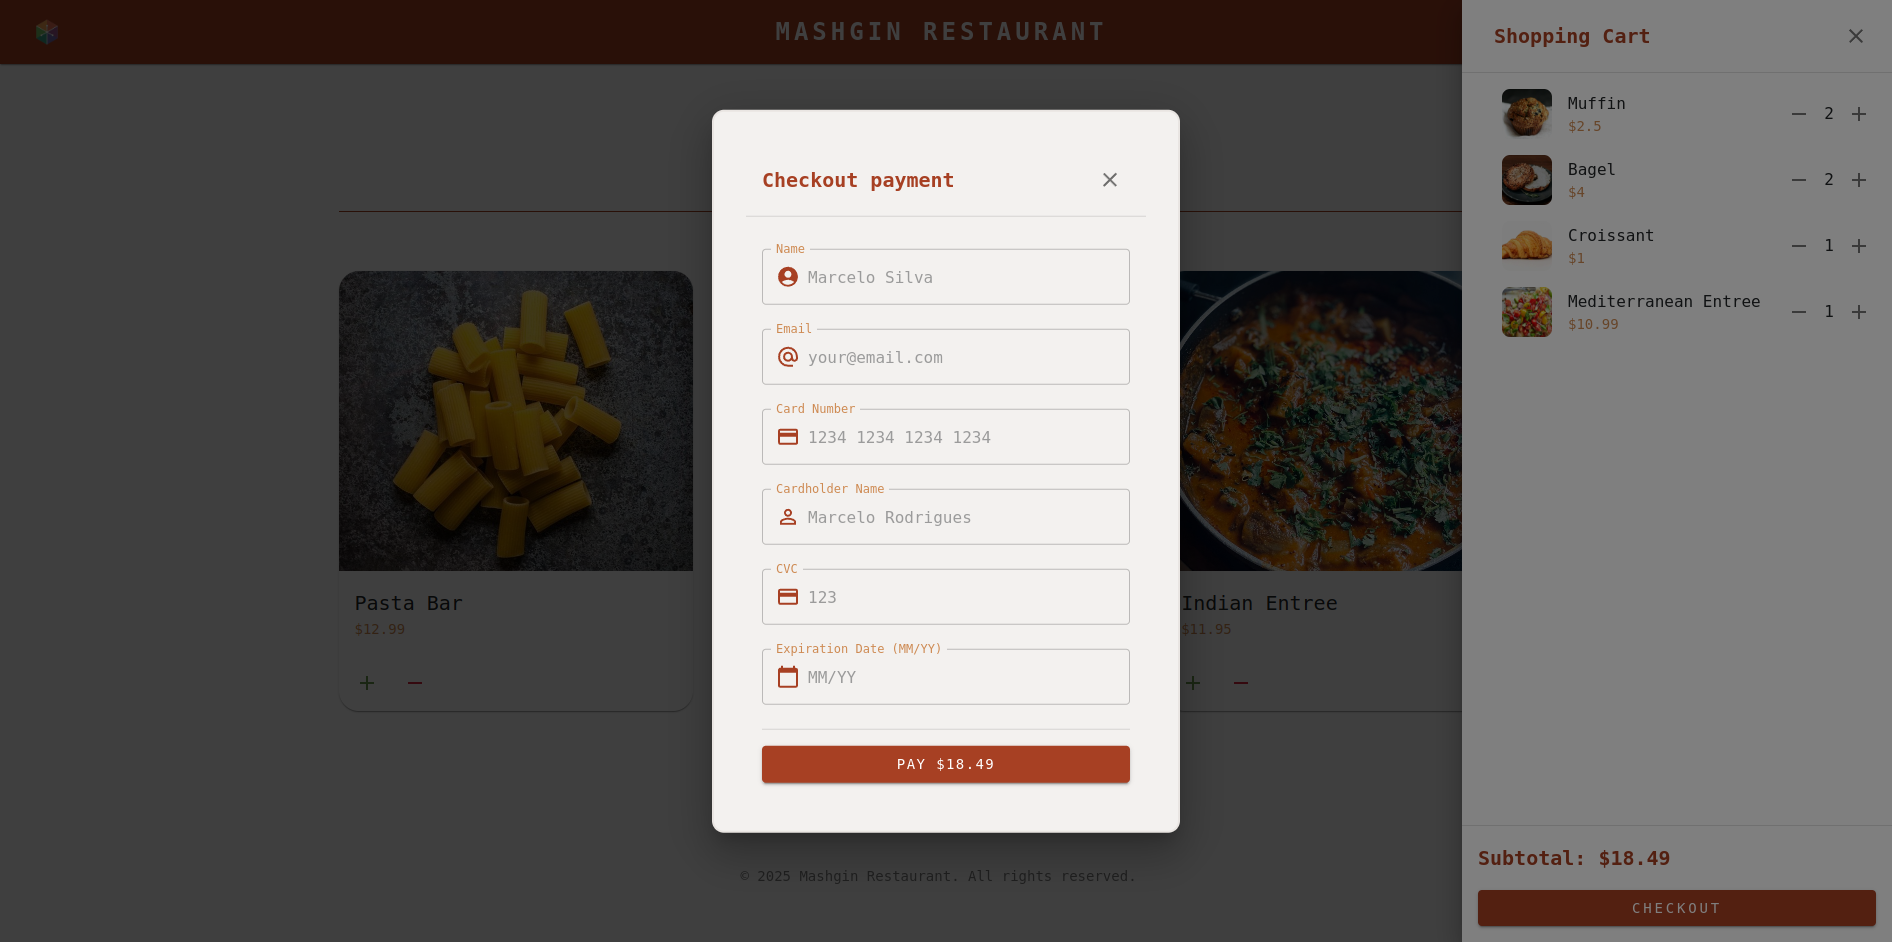 MASHGIN RESTAURANT
Shopping Cart
Muffin
$2.5
2
Bagel
$4
2
Croissant
$1
1
Mediterranean Entree
$10.99
1
Subtotal: $18.49
CHECKOUT
Checkout payment
Name
Marcelo Silva
Email
your@email.com
Card Number
1234 1234 1234 1234
Cardholder Name
Marcelo Rodrigues
CVC
123
Expiration Date (MM/YY)
MM/YY
PAY $18.49
Pasta Bar
$12.99
Indian Entree
$11.95
© 2025 Mashgin Restaurant. All rights reserved.